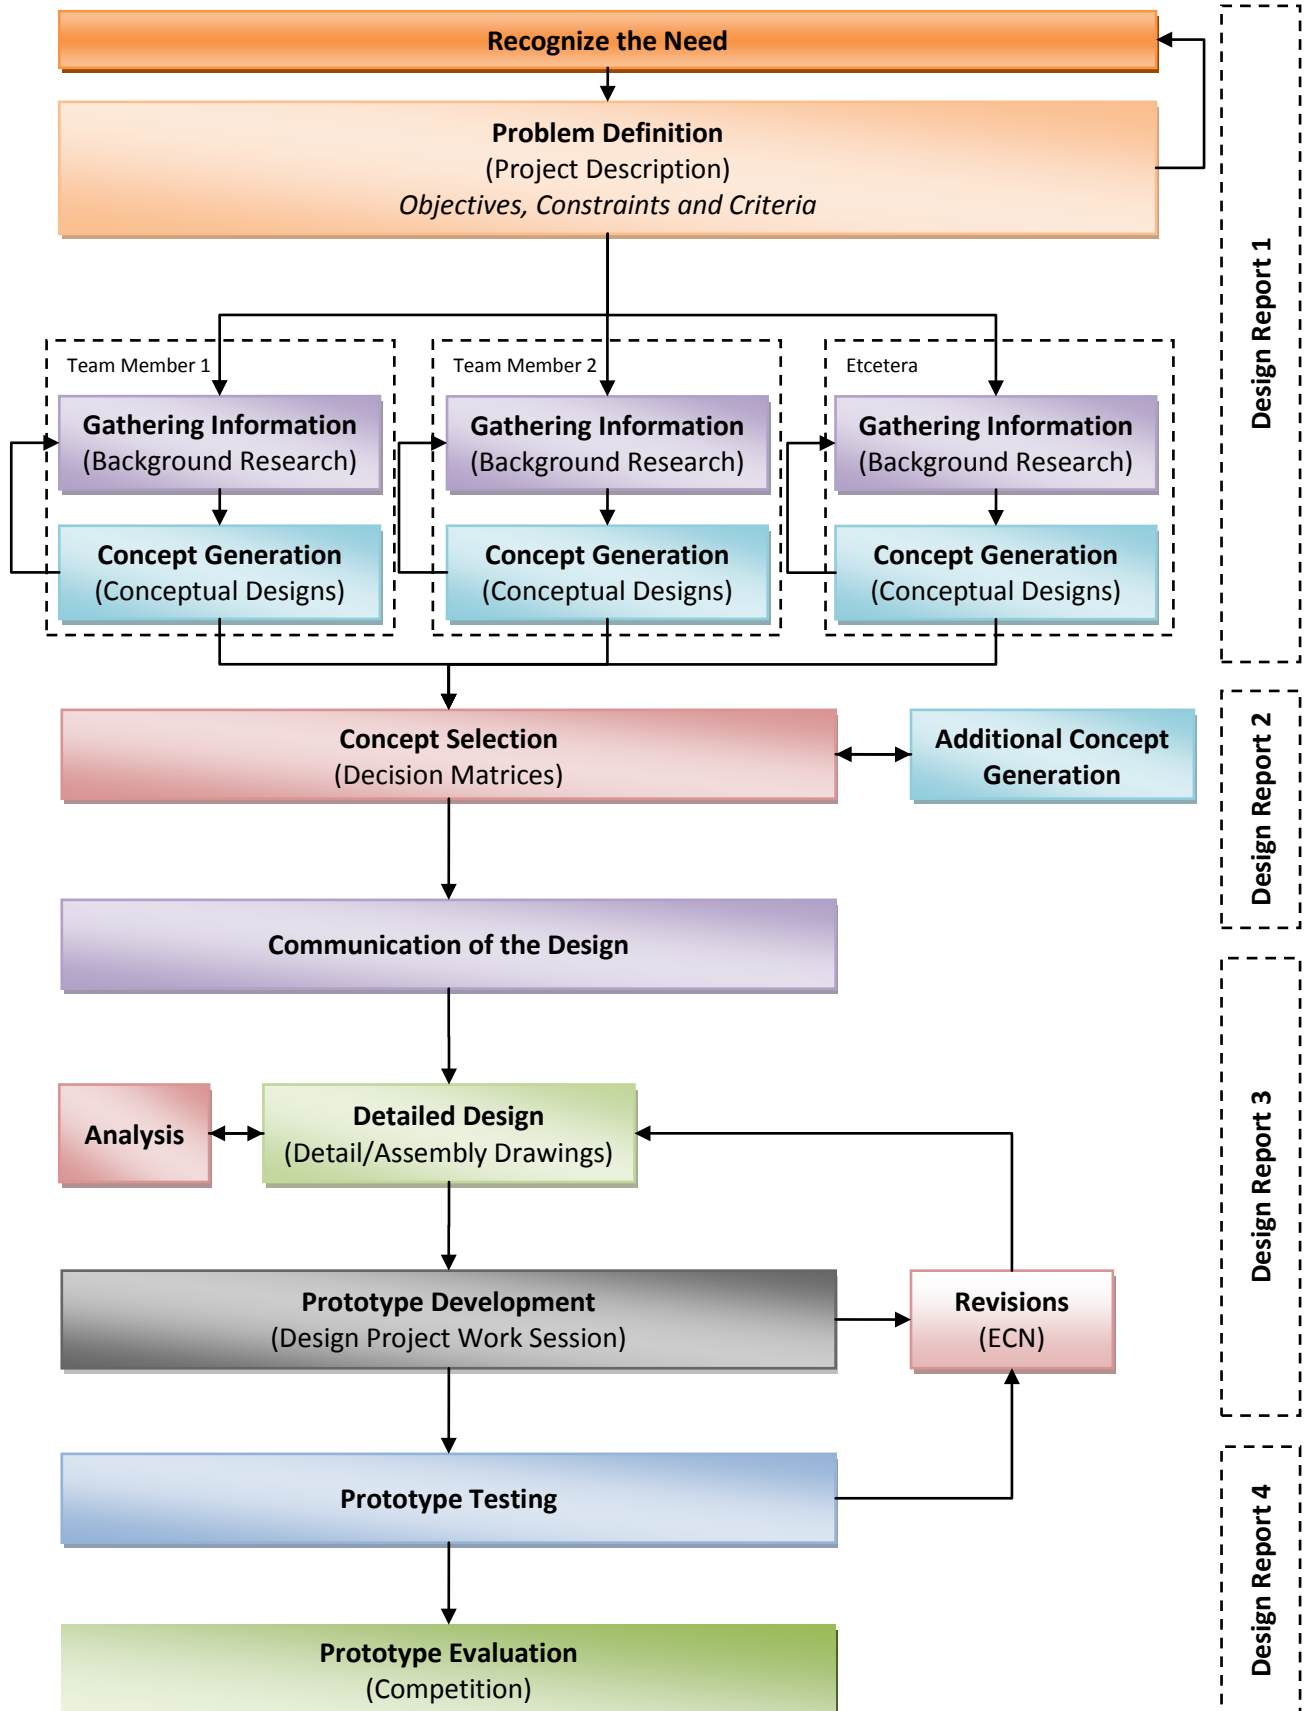 Recognize the Need
Problem Definition
(Project Description)
Objectives, Constraints and Criteria
Design Report 1
Team Member 1
Gathering Information
(Background Research)
Concept Generation
(Conceptual Designs)
Team Member 2
Gathering Information
(Background Research)
Concept Generation
(Conceptual Designs)
Etcetera
Gathering Information
(Background Research)
Concept Generation
(Conceptual Designs)
Concept Selection
(Decision Matrices)
Additional Concept
Generation
Design Report 2
Communication of the Design
Analysis
Detailed Design
(Detail/Assembly Drawings)
Design Report 3
Prototype Development
(Design Project Work Session)
Revisions
(ECN)
Prototype Testing
Design Report 4
Prototype Evaluation
(Competition)